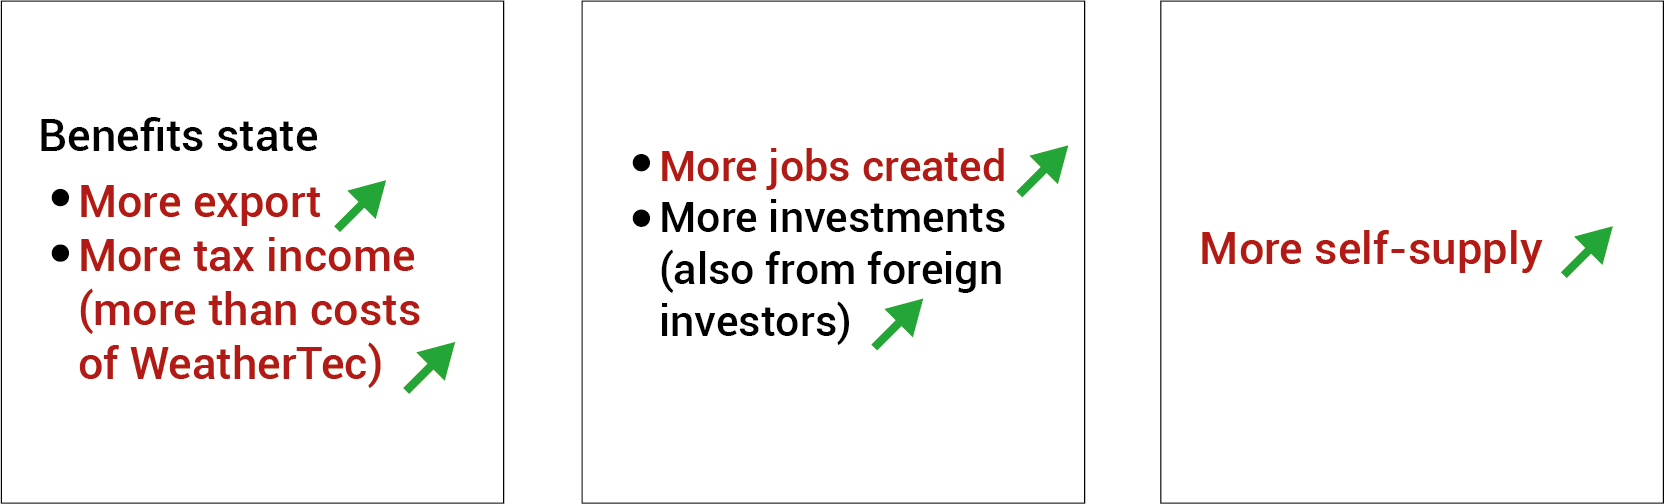 Benefits state
• More export
• More tax income
(more than costs
of WeatherTec)
• More jobs created
• More investments
(also from foreign
investors)
More self-supply